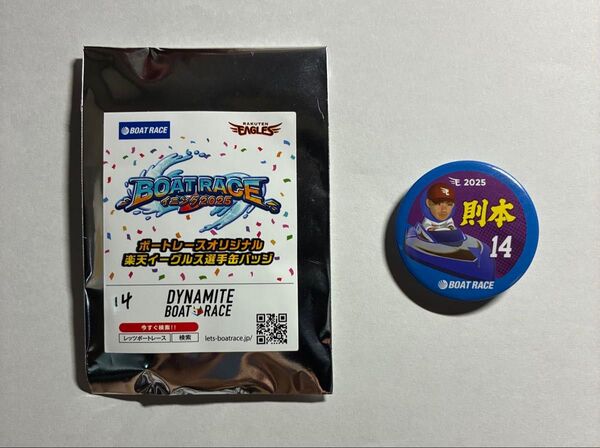 BOAT RACE
RAKUTEN
EAGLES
BOATRACE
イニング2025
ボートレースオリジナル
楽天イーグルス選手缶バッジ
14
DYNAMITE
BOAT RACE
今すぐ検索!!
レッツボートレース 検索 lets-boatrace.jp/
E 2025
則本
14
BOAT RACE